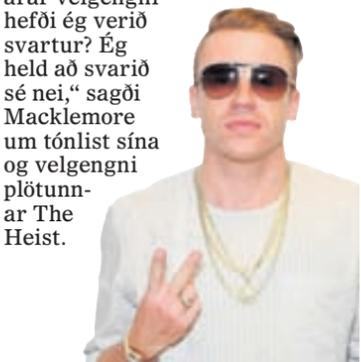 hefði ég verið
svartur? Ég
held að svarið
sé nei,“ sagði
Macklemore
um tónlist sína
og velgengni
plötunn-
ar The
Heist.